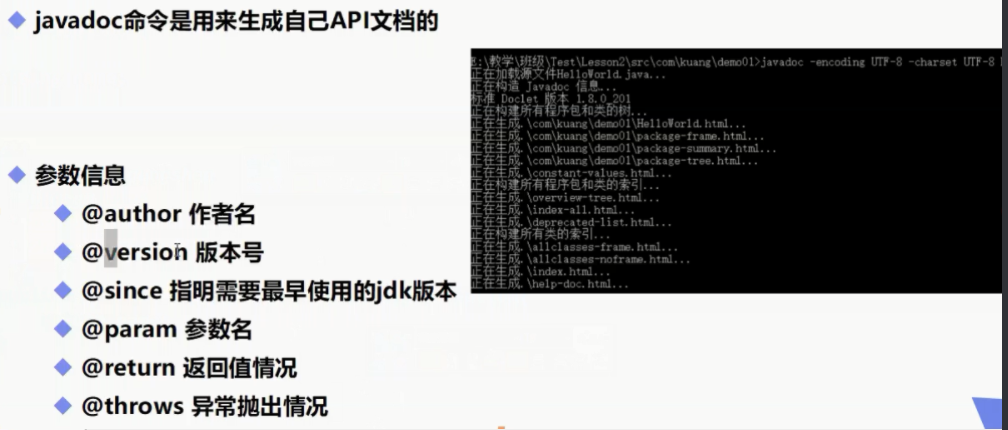 javadoc命令是用来生成自己API文档的
:\教学\班级\Test\Lesson2\src\com\kuang\demo01>javadoc -encoding UTF-8 -charset UTF-8
正在加载源文件HelloWorld.java...
正在构造 Javadoc 信息...
标准 Doclet 版本 1.8.0_201
正在构建所有程序包和类的树...
正在生成.\com\kuang\demo01\HelloWorld.html...
正在生成.\com\kuang\demo01\package-frame.html...
正在生成.\com\kuang\demo01\package-summary.html...
正在生成.\com\kuang\demo01\package-tree.html...
正在生成.\constant-values.html...
正在构建所有程序包和类的索引...
正在生成.\overview-tree.html...
正在生成.\index-all.html...
正在生成.\deprecated-list.html...
正在构建所有类的索引...
正在生成.\allclasses-frame.html...
正在生成.\allclasses-noframe.html...
正在生成.\index.html...
正在生成.\help-doc.html...
参数信息
@author 作者名
@version 版本号
@since 指明需要最早使用的jdk版本
@param 参数名
@return 返回值情况
@throws 异常抛出情况